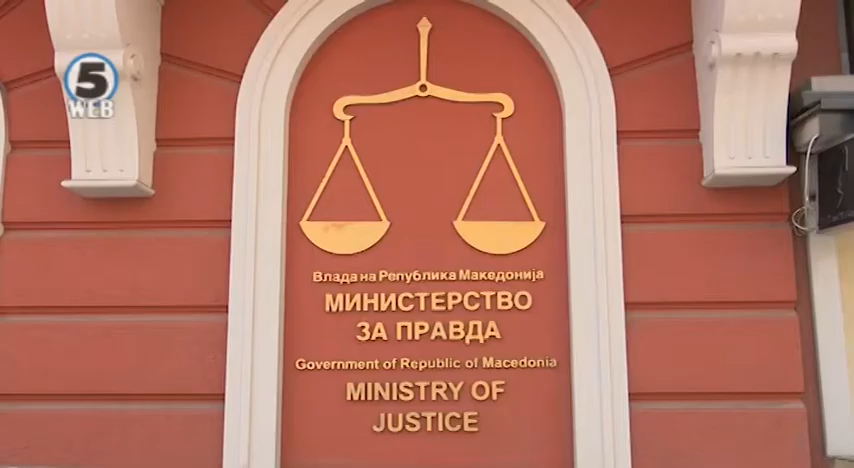 5
WEB
Влада на Република Македонија
МИНИСТЕРСТВО
ЗА ПРАВДА
Government of Republic of Macedonia
MINISTRY OF
JUSTICE